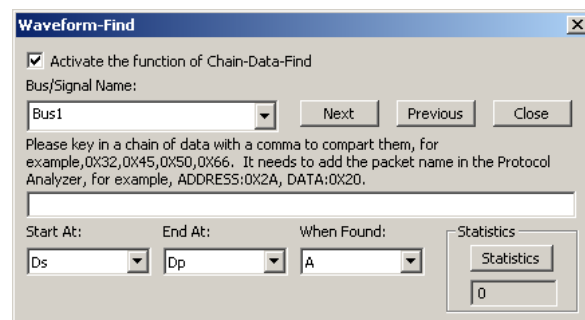 Waveform-Find
Activate the function of Chain-Data-Find
Bus/Signal Name:
Bus1 Next Previous Close
Please key in a chain of data with a comma to compart them, for
example,0X32,0X45,0X50,0X66. It needs to add the packet name in the Protocol
Analyzer, for example, ADDRESS:0X2A, DATA:0X20.
Start At: End At: When Found: Statistics
Ds Dp A Statistics
0